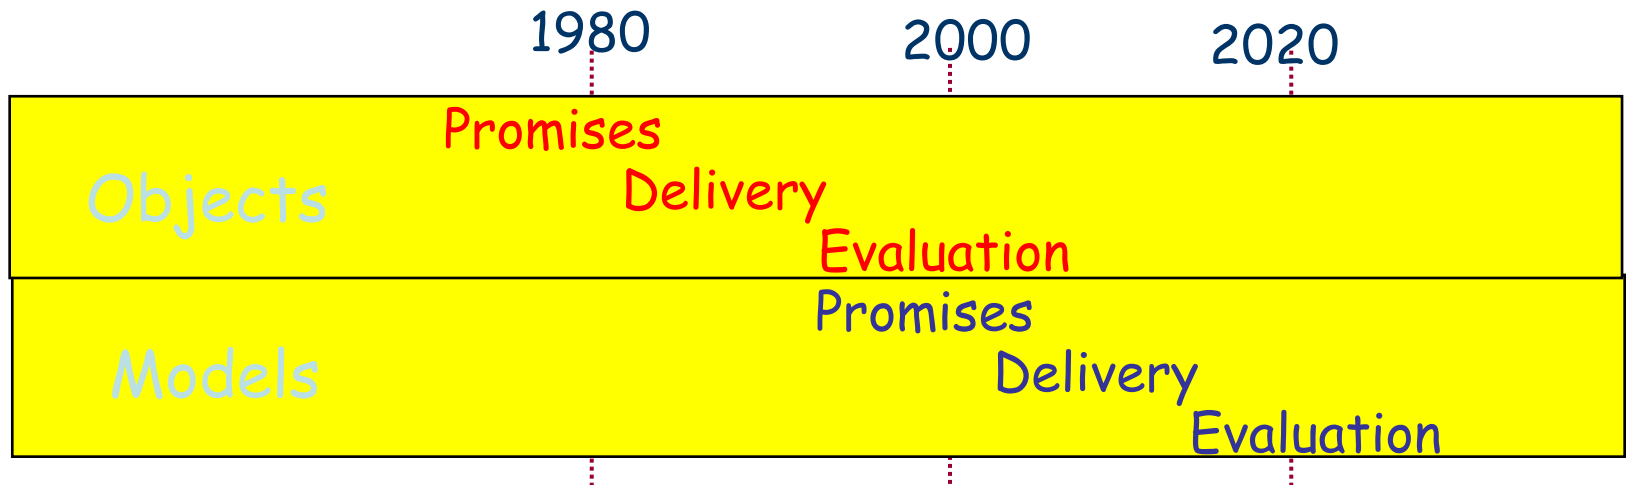 1980 2000 2020
Promises
Objects Delivery
Evaluation
Promises
Models Delivery
Evaluation